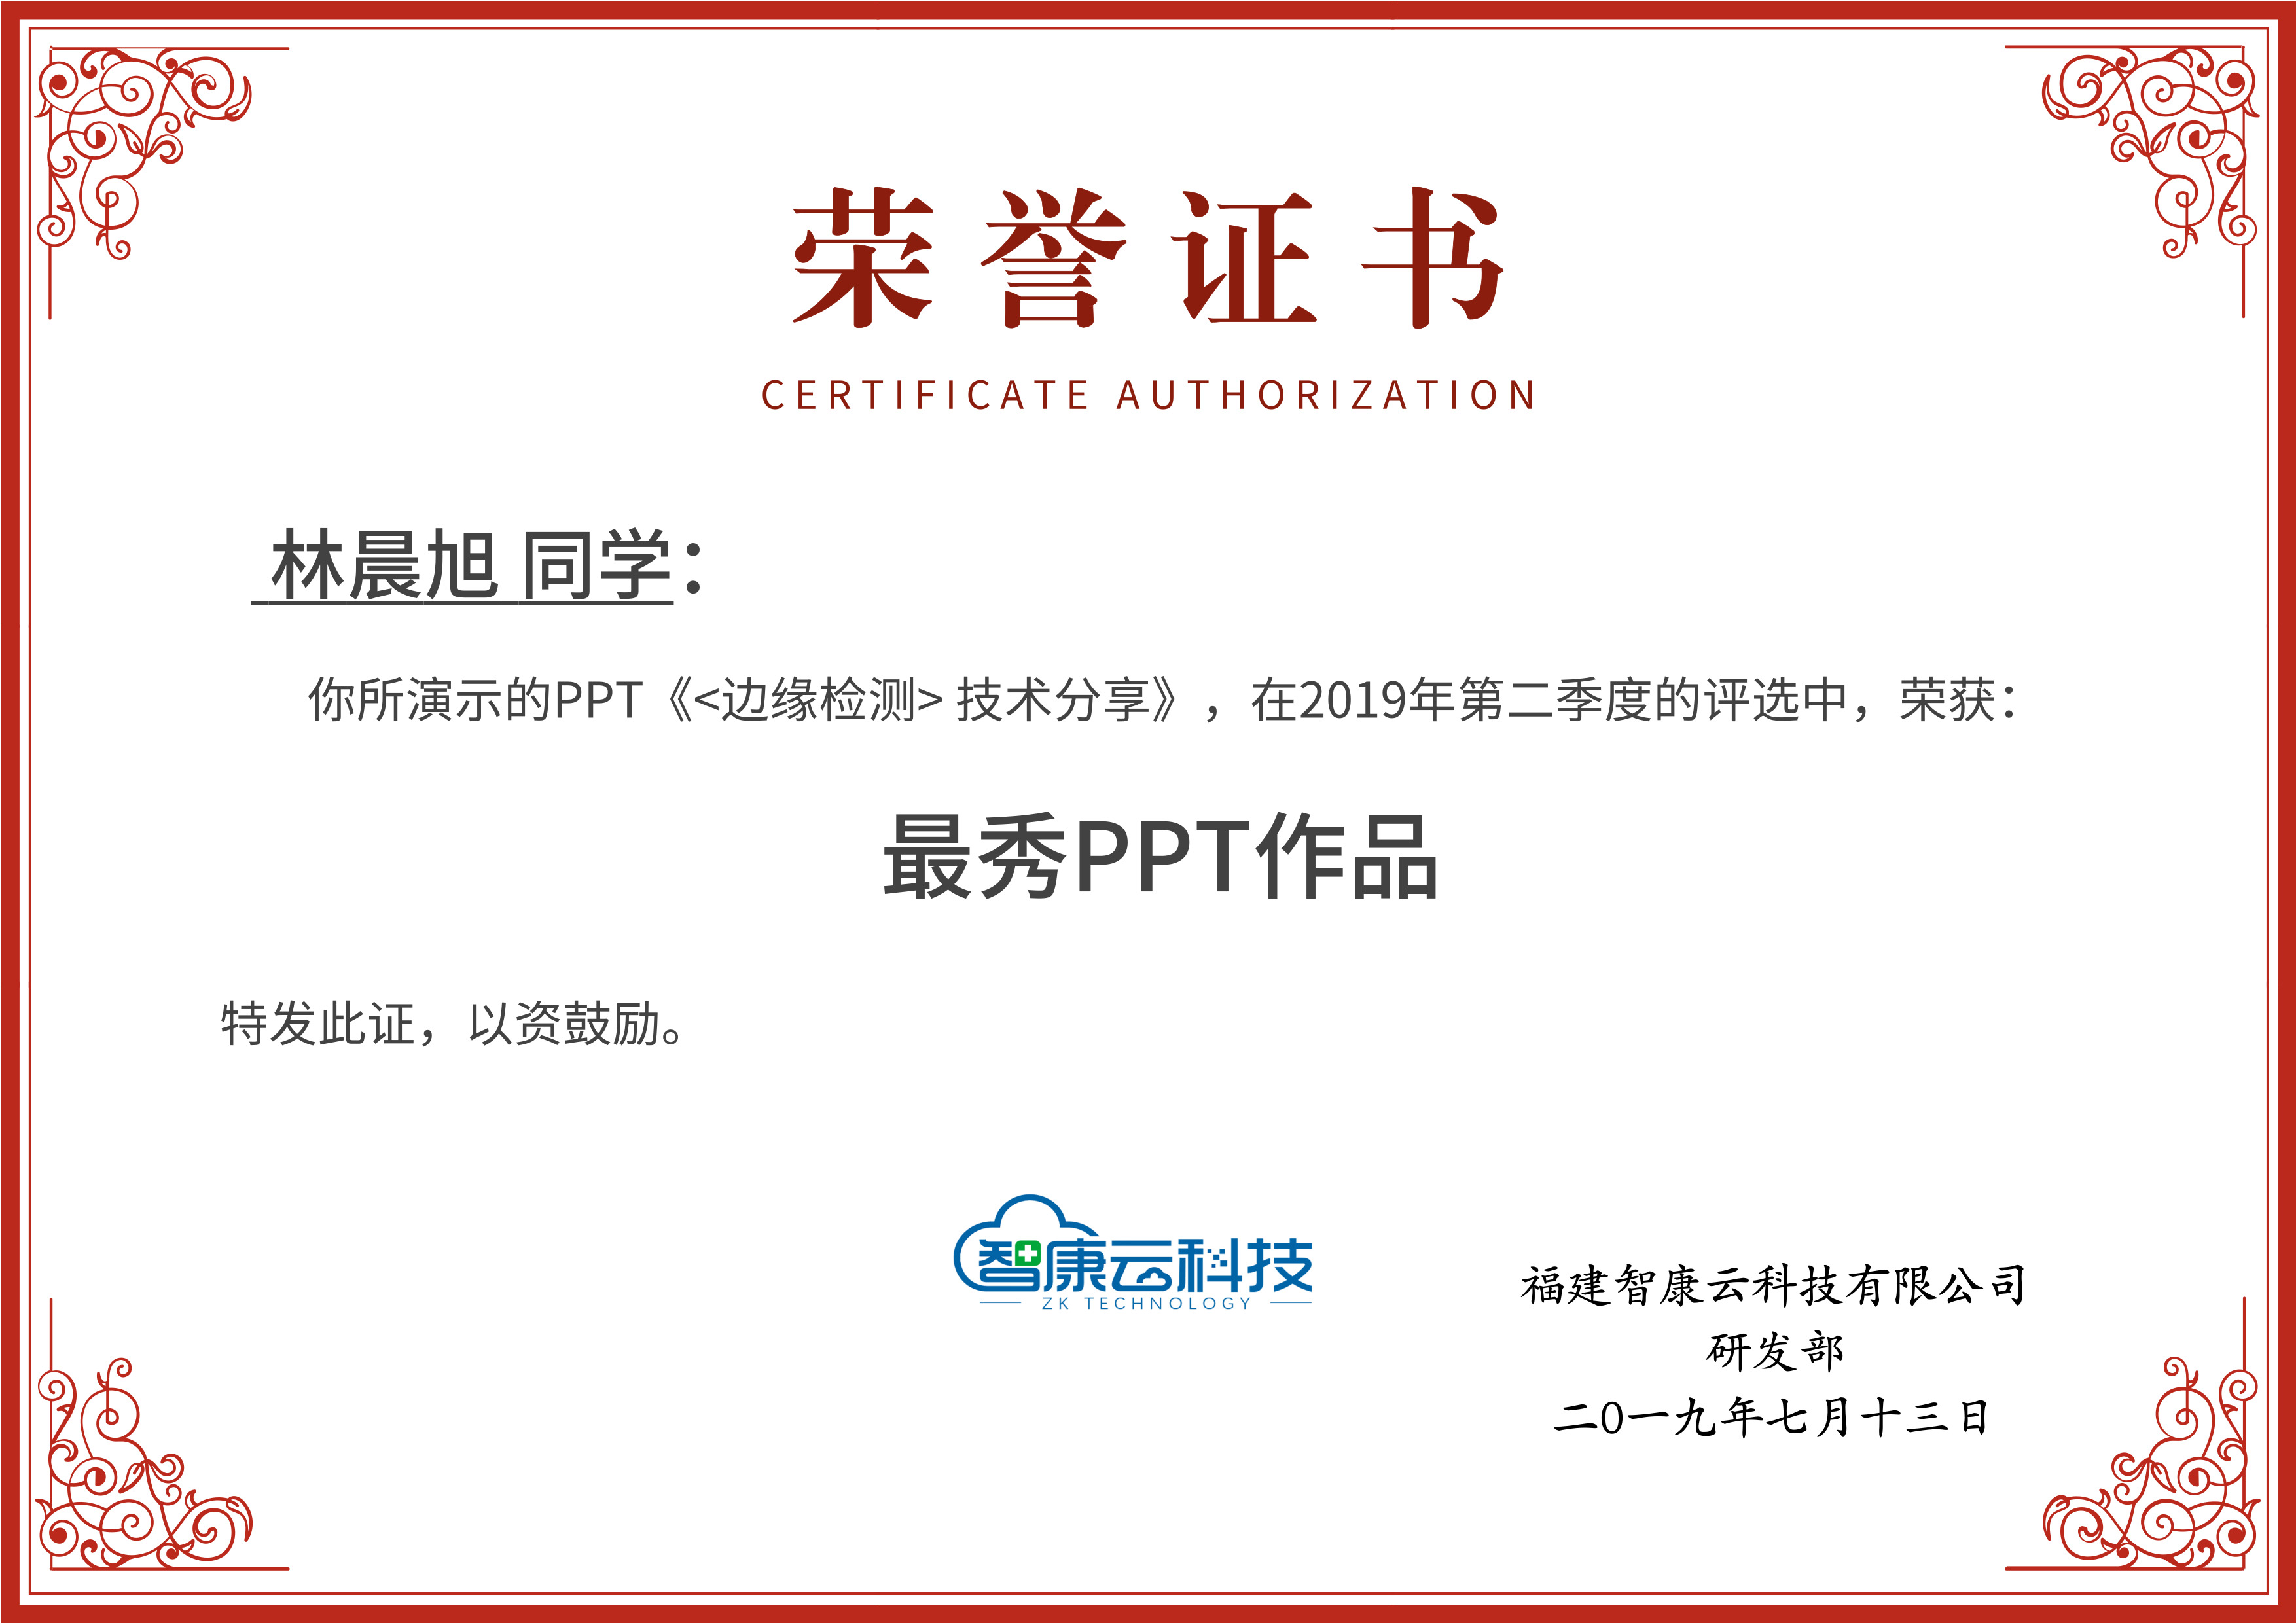 荣誉证书
CERTIFICATE AUTHORIZATION
林晨旭 同学：
你所演示的PPT《<边缘检测> 技术分享》，在2019年第二季度的评选中，荣获：
最秀PPT作品
特发此证，以资鼓励。
智康云科技
ZK TECHNOLOGY
福建智康云科技有限公司
研发部
二0一九年七月十三日